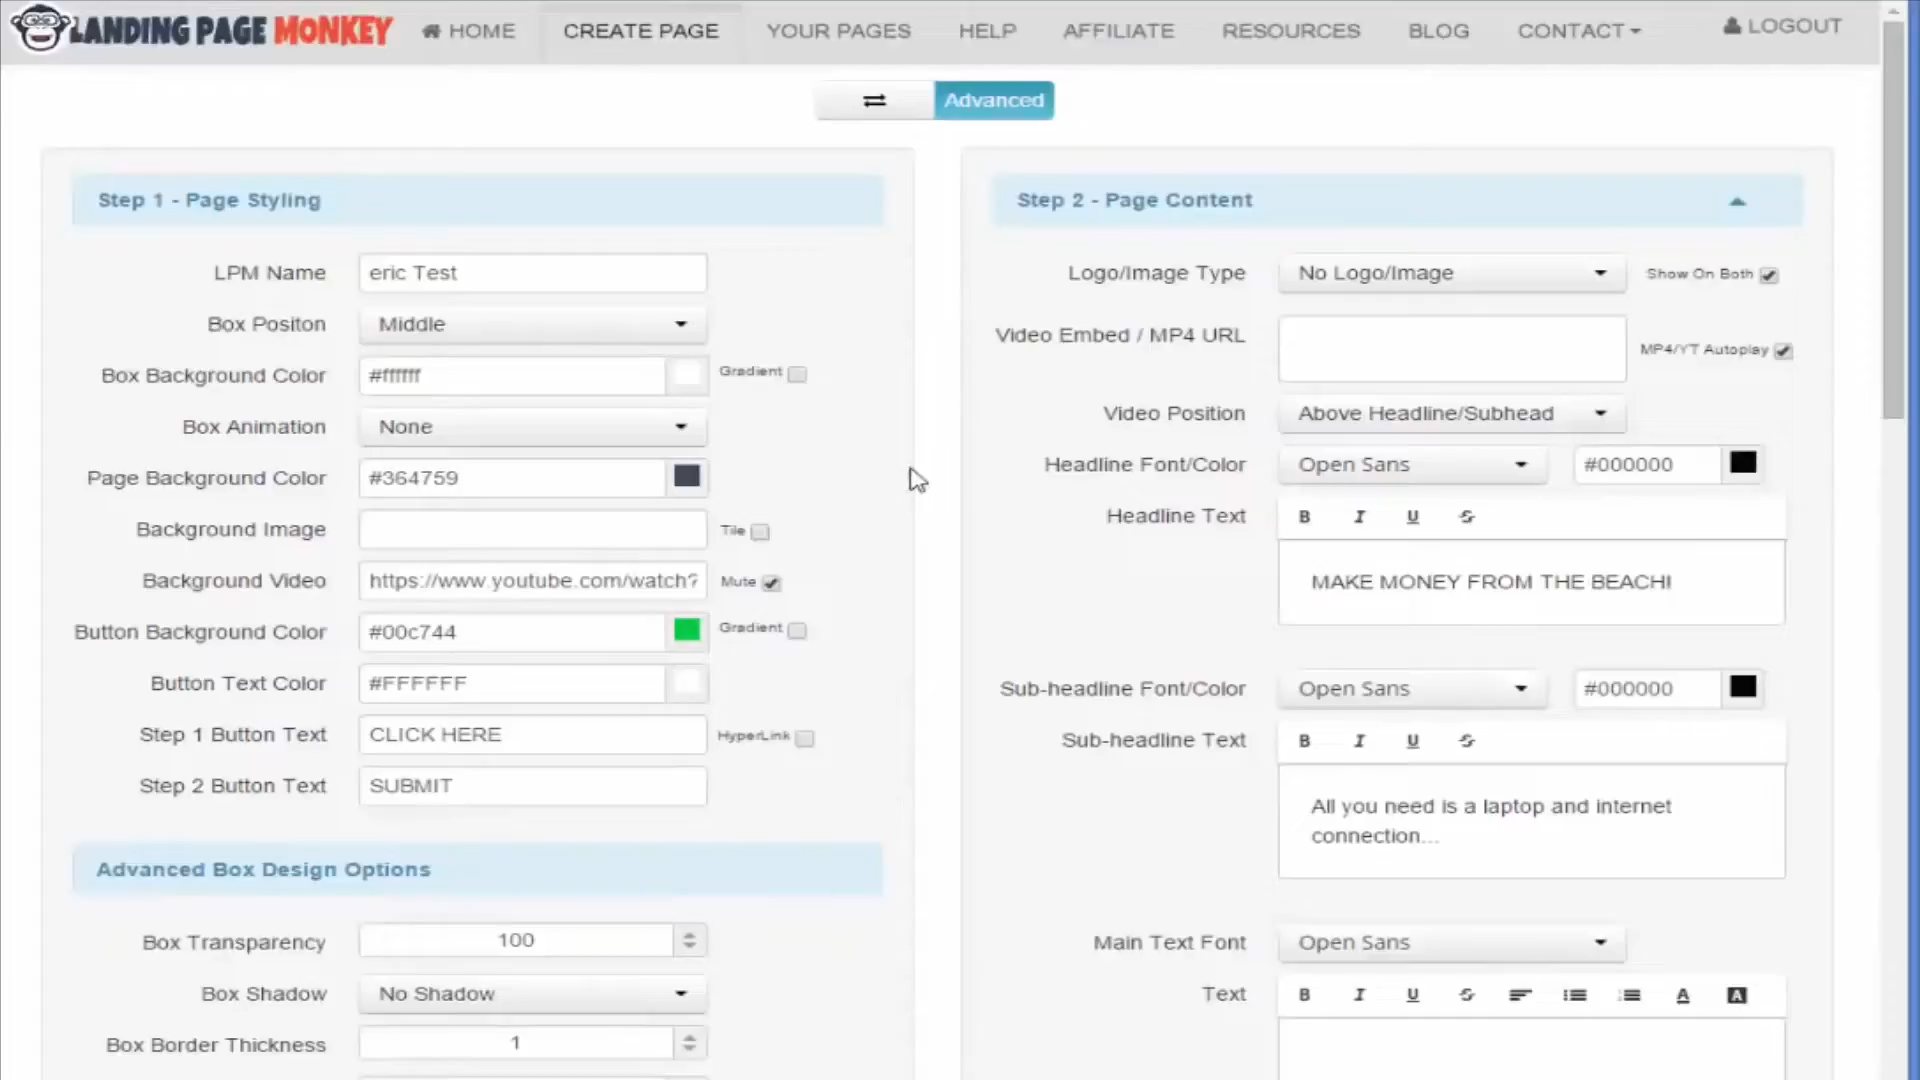 LANDING PAGE MONKEY
HOME
CREATE PAGE
YOUR PAGES
HELP
AFFILIATE
RESOURCES
BLOG
CONTACT
LOGOUT
Advanced
Step 1 - Page Styling
LPM Name
eric Test
Box Positon
Middle
Box Background Color
#ffffff
Gradient
Box Animation
None
Page Background Color
#364759
Background Image
Tile
Background Video
https://www.youtube.com/watch?
Mute
Button Background Color
#00c744
Gradient
Button Text Color
#FFFFFF
Step 1 Button Text
CLICK HERE
HyperLink
Step 2 Button Text
SUBMIT
Advanced Box Design Options
Box Transparency
100
Box Shadow
No Shadow
Box Border Thickness
1
Step 2 - Page Content
Logo/Image Type
No Logo/Image
Show On Both
Video Embed / MP4 URL
MP4/YT Autoplay
Video Position
Above Headline/Subhead
Headline Font/Color
Open Sans
#000000
Headline Text
B I U S
MAKE MONEY FROM THE BEACH!
Sub-headline Font/Color
Open Sans
#000000
Sub-headline Text
B I U S
All you need is a laptop and internet
connection...
Main Text Font
Open Sans
Text
B I U S A A